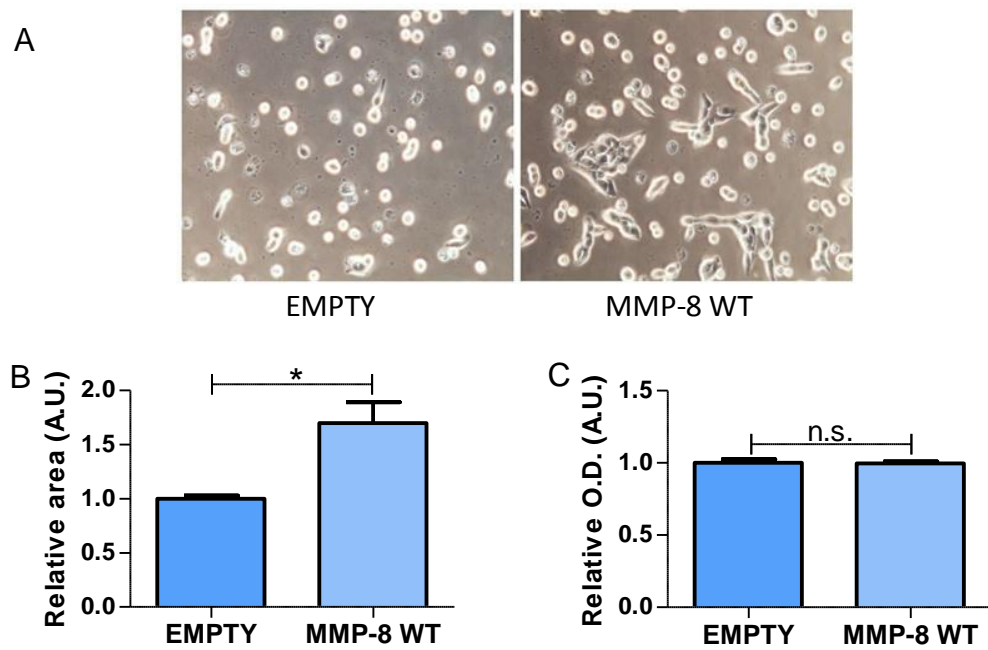 A
EMPTY
MMP-8 WT
B
Relative area (A.U.)
2.0
1.5
1.0
0.5
0.0
*
EMPTY
MMP-8 WT
C
Relative O.D. (A.U.)
1.5
1.0
0.5
0.0
n.s.
EMPTY
MMP-8 WT